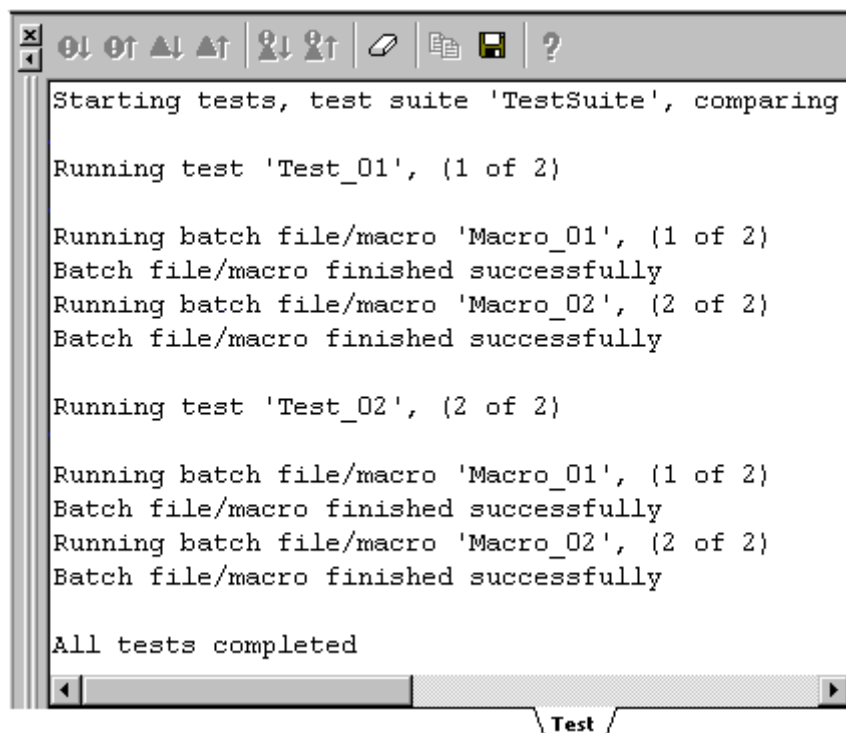 Starting tests, test suite 'TestSuite', comparing
Running test 'Test_01', (1 of 2)
Running batch file/macro 'Macro_01', (1 of 2)
Batch file/macro finished successfully
Running batch file/macro 'Macro_02', (2 of 2)
Batch file/macro finished successfully
Running test 'Test_02', (2 of 2)
Running batch file/macro 'Macro_01', (1 of 2)
Batch file/macro finished successfully
Running batch file/macro 'Macro_02', (2 of 2)
Batch file/macro finished successfully
All tests completed
Test